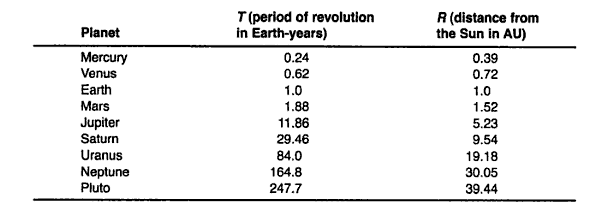 T (period of revolution R (distance from
Planet in Earth-years) the Sun in AU)
Mercury 0.24 0.39
Venus 0.62 0.72
Earth 1.0 1.0
Mars 1.88 1.52
Jupiter 11.86 5.23
Saturn 29.46 9.54
Uranus 84.0 19.18
Neptune 164.8 30.05
Pluto 247.7 39.44